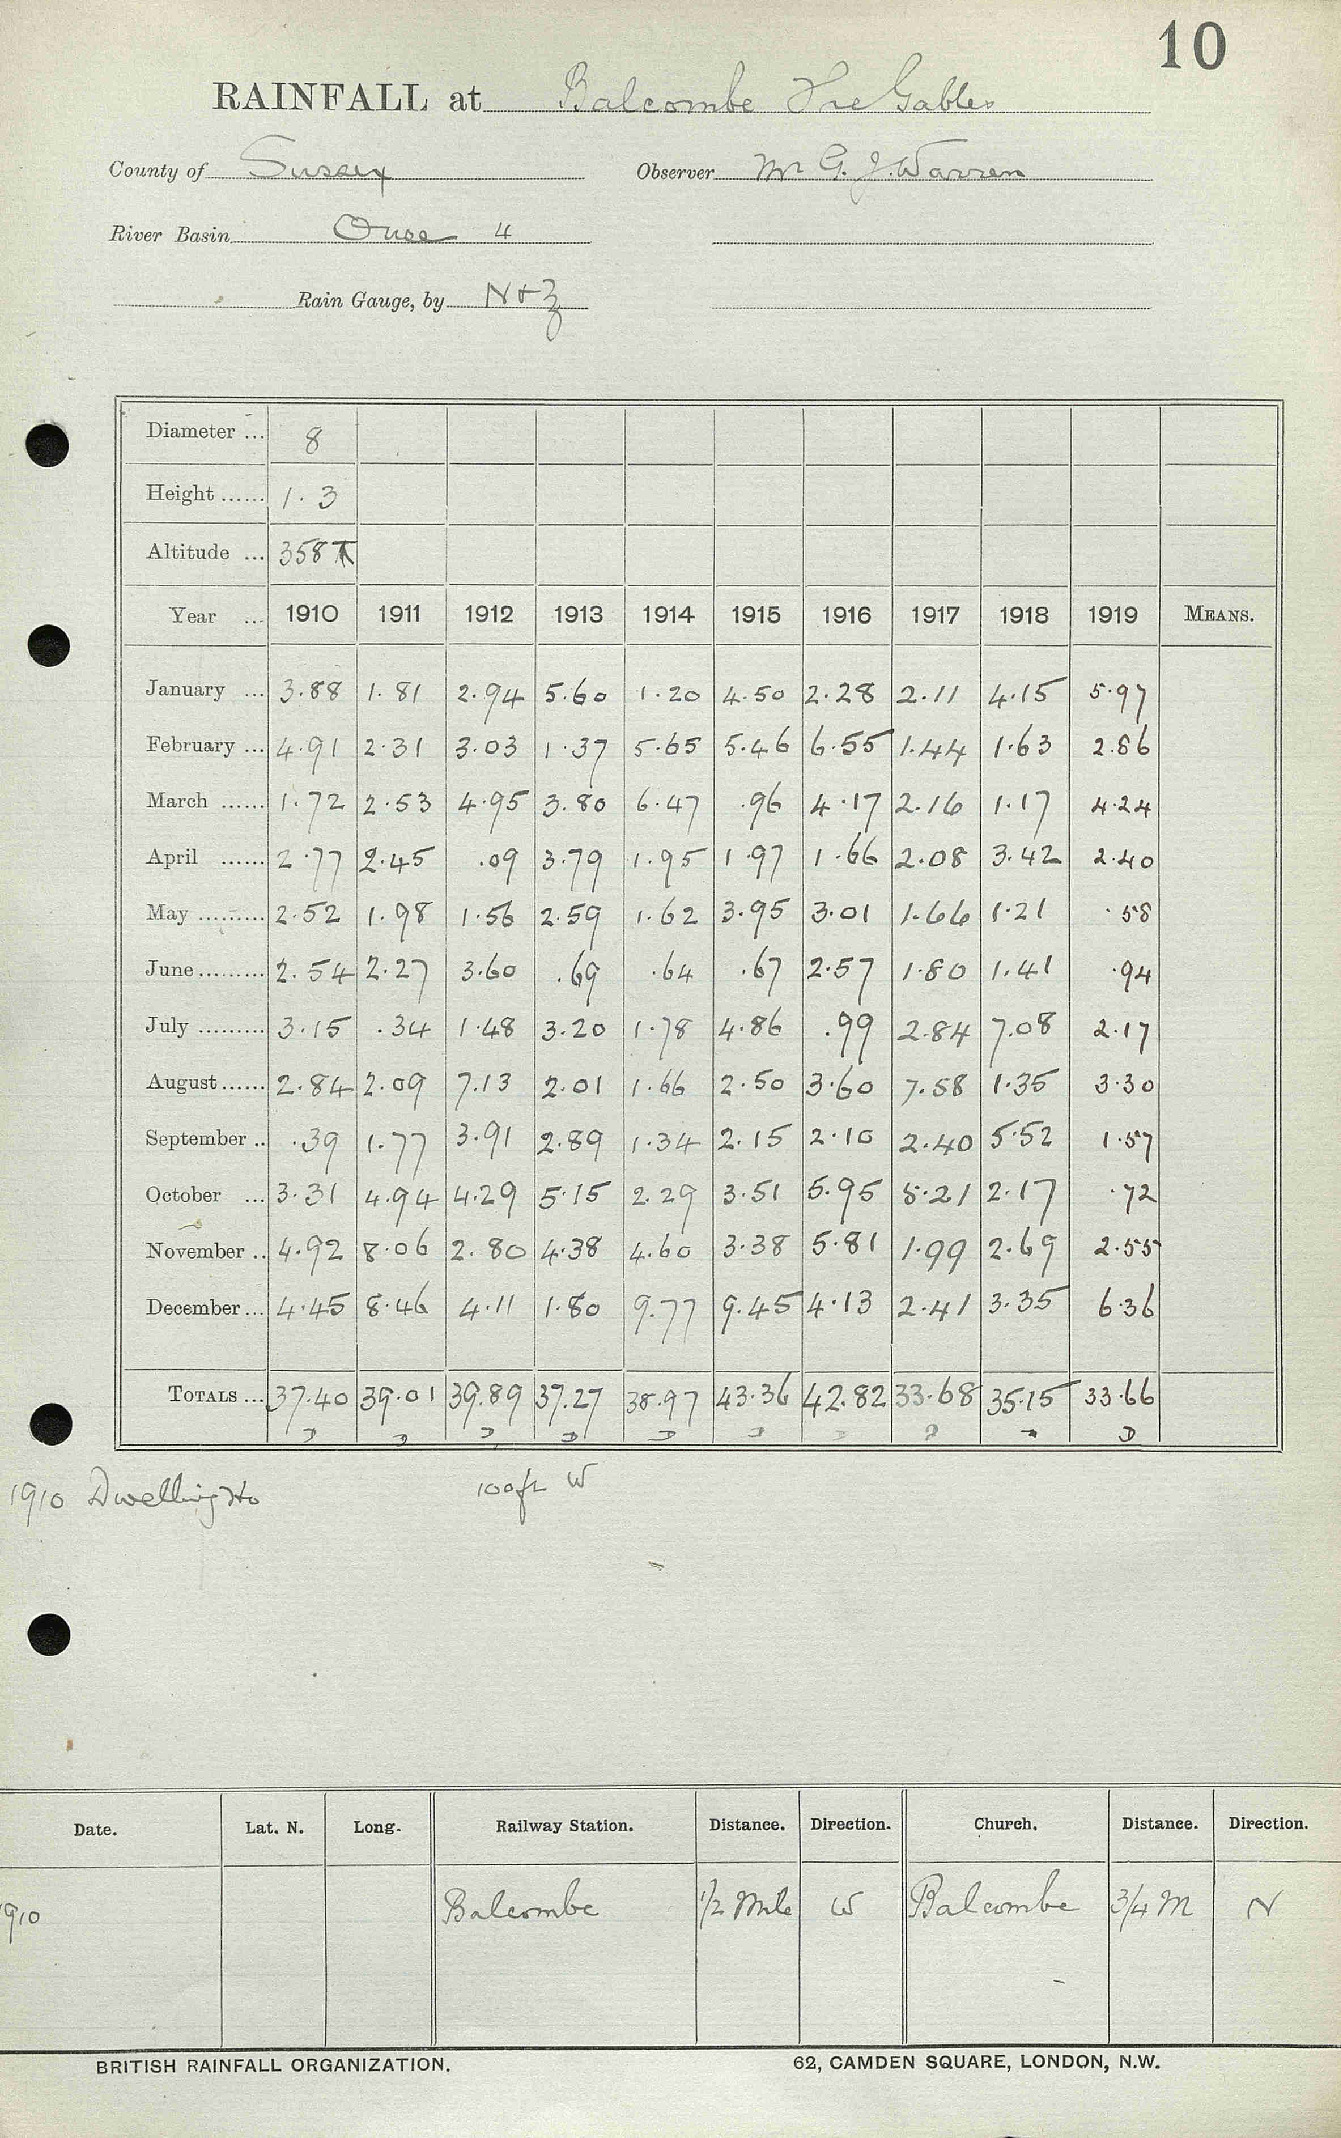 10
RAINFALL at Balcombe The Gables
County of Sussex Observer Mr G. J. Warren
River Basin Ouse 4
Rain Gauge, by N & Z
Diameter ... 8
Height ...... 1.3
Altitude ... 358
Year ... 1910 1911 1912 1913 1914 1915 1916 1917 1918 1919 MEANS.
January ... 3.88 1.81 2.94 5.60 1.20 4.50 2.28 2.11 4.15 5.97
February ... 4.91 2.31 3.03 1.37 5.65 5.46 6.55 1.44 1.63 2.86
March ...... 1.72 2.53 4.95 3.80 6.47 .96 4.17 2.16 1.17 4.24
April ...... 2.77 2.45 .09 3.79 1.95 1.97 1.66 2.08 3.42 2.40
May ......... 2.52 1.98 1.56 2.59 1.62 3.95 3.01 1.66 1.21 .58
June ......... 2.54 2.27 3.60 .69 .64 .67 2.57 1.80 1.41 .94
July ......... 3.15 .34 1.48 3.20 1.78 4.86 .99 2.84 7.08 2.17
August ...... 2.84 2.09 7.13 2.01 1.66 2.50 3.60 7.58 1.35 3.30
September .. .39 1.77 3.91 2.89 1.34 2.15 2.10 2.40 5.52 1.57
October ... 3.31 4.94 4.29 5.15 2.29 3.51 5.95 5.21 2.17 .72
November .. 4.92 8.06 2.80 4.38 4.60 3.38 5.81 1.99 2.69 2.55
December ... 4.45 8.46 4.11 1.80 9.77 9.45 4.13 2.41 3.35 6.36
TOTALS ... 37.40 39.01 39.89 37.27 38.97 43.36 42.82 33.68 35.15 33.66
1910 Dwelling Ho 100 ft W
Date. Lat. N. Long. Railway Station. Distance. Direction. Church. Distance. Direction.
1910 Balcombe 1/2 Mile W Balcombe 3/4 M N
BRITISH RAINFALL ORGANIZATION. 62, CAMDEN SQUARE, LONDON, N.W.